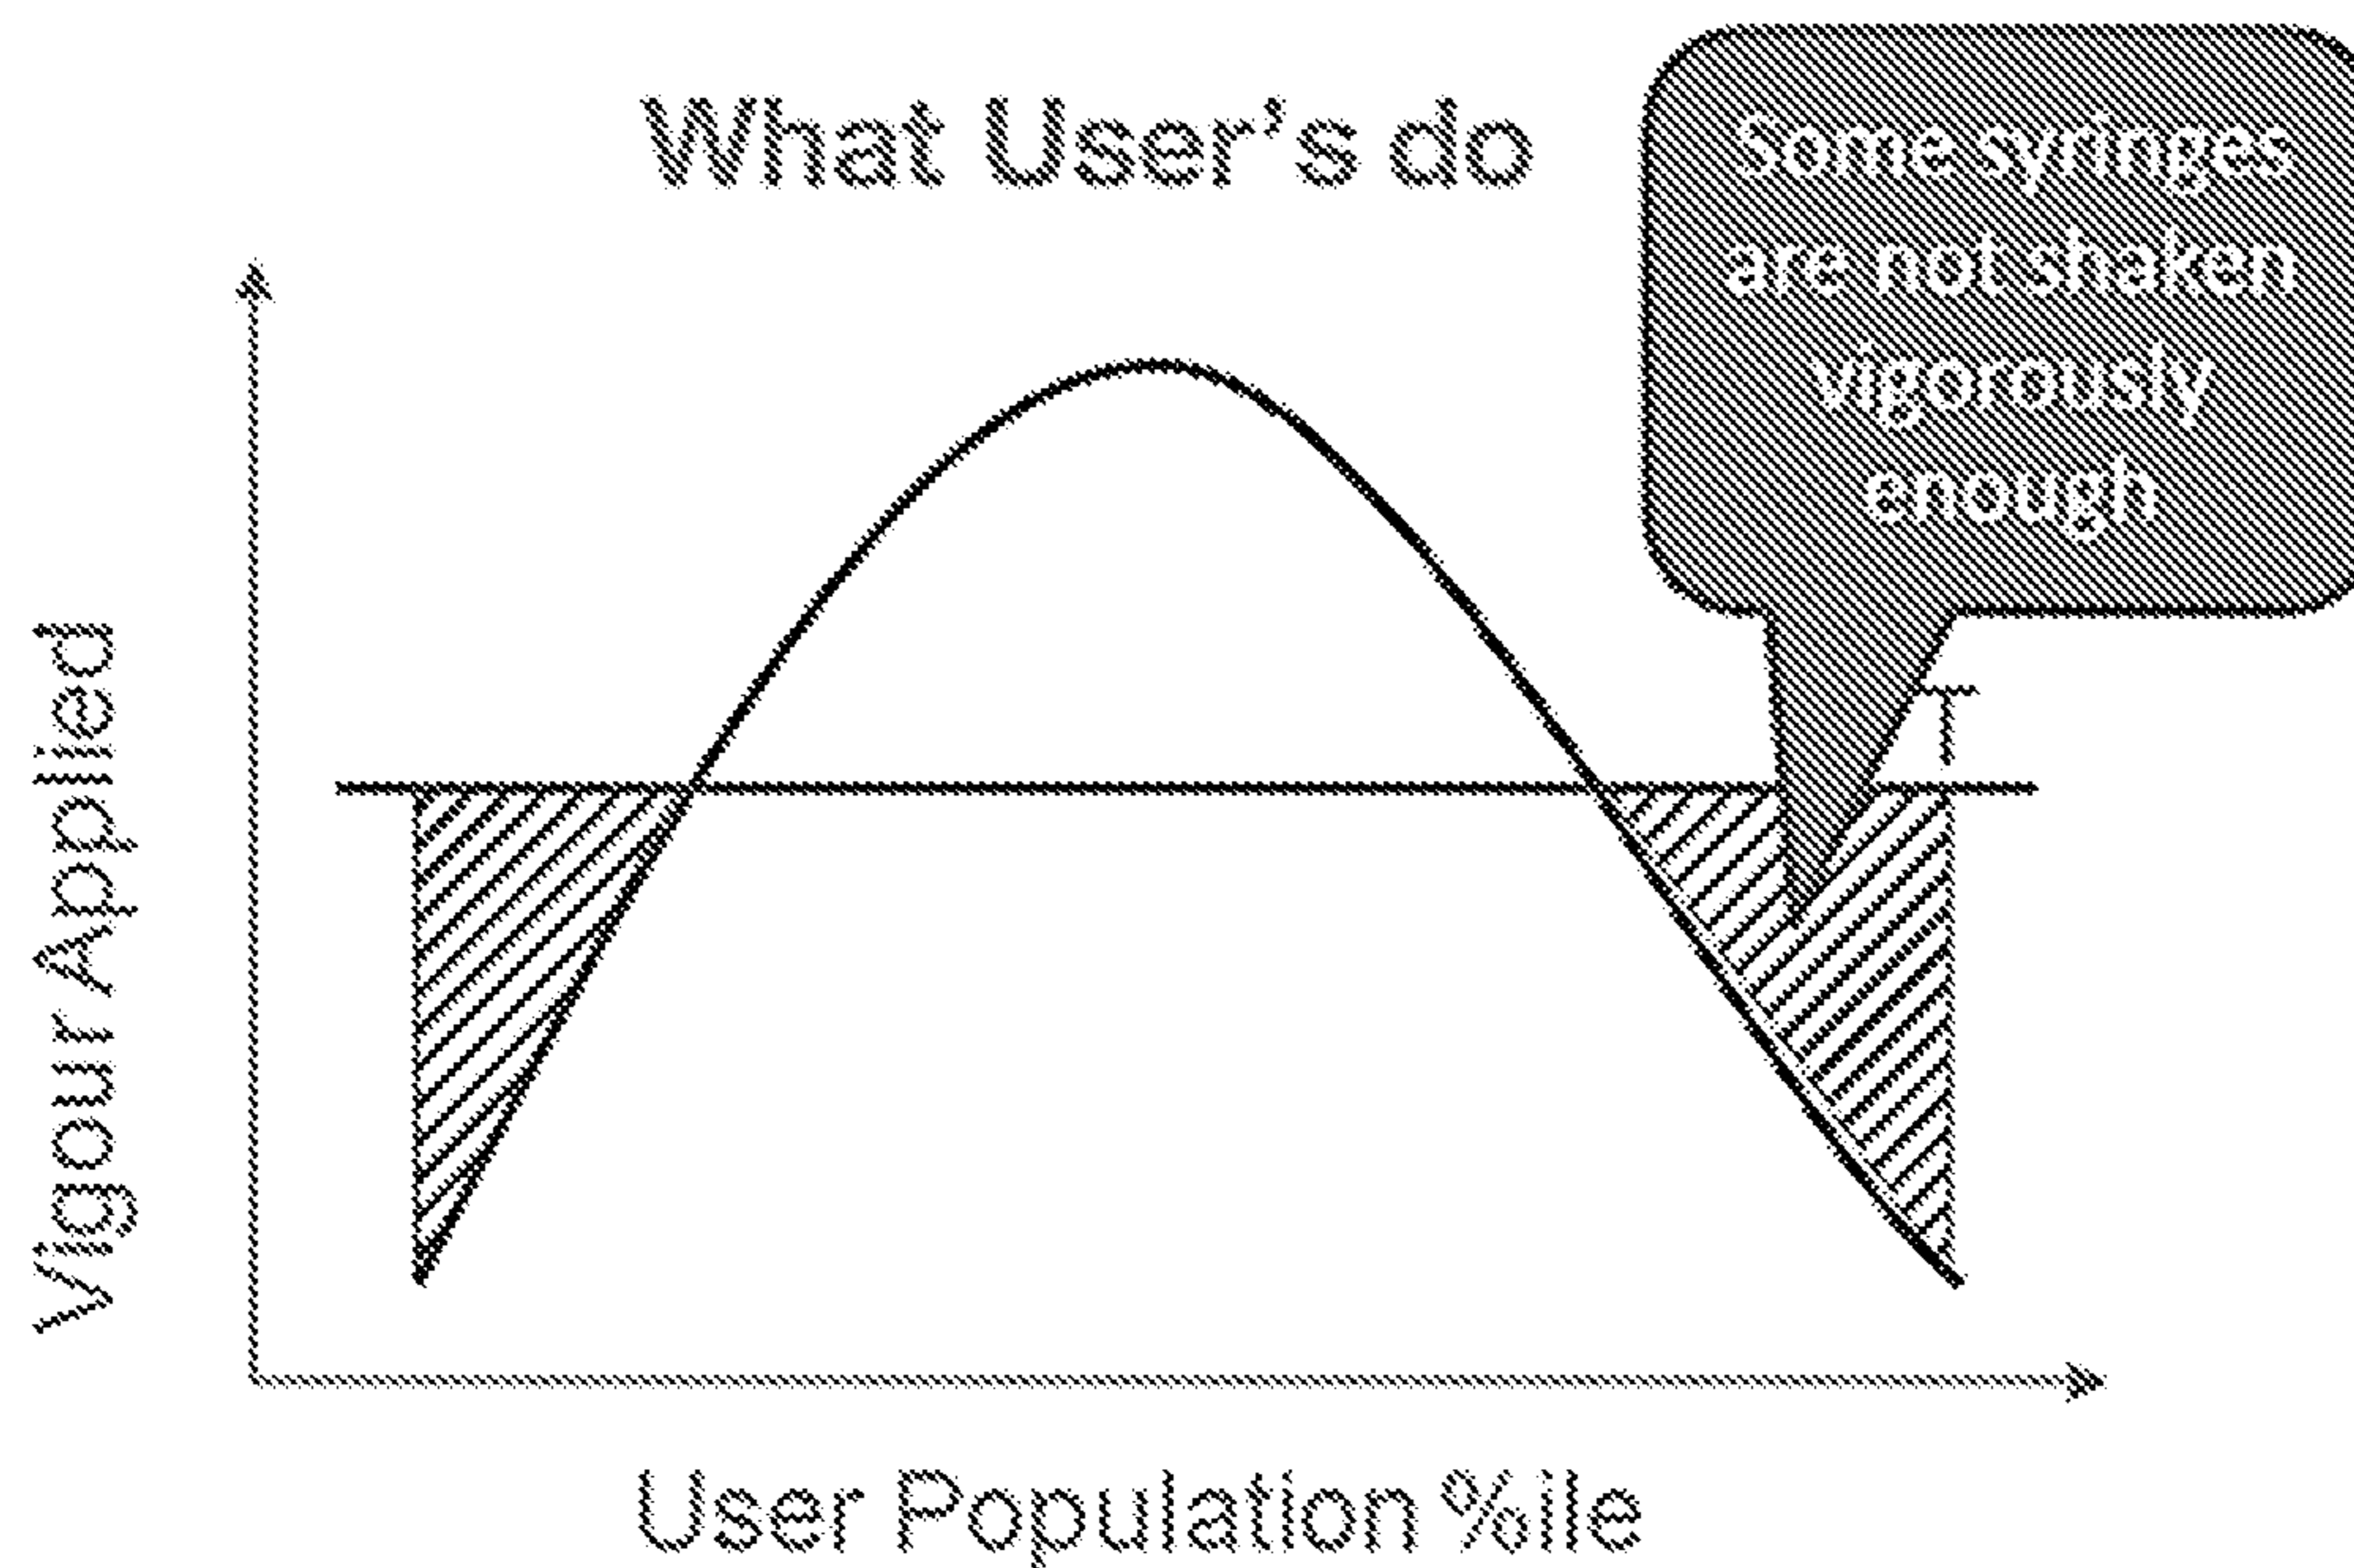 What User's do
Some syringes
are not shaken
vigorously
enough
Vigour Applied
T
User Population %ile